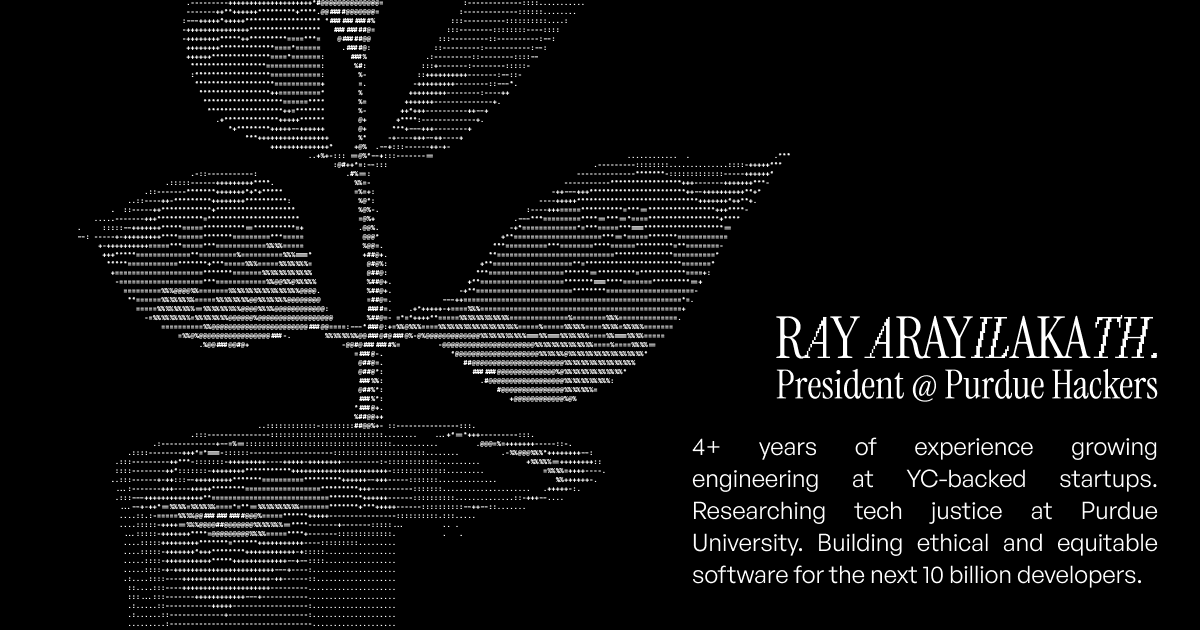 RAY ARAYILAKATH.
President @ Purdue Hackers
4+ years of experience growing
engineering at YC-backed startups.
Researching tech justice at Purdue
University. Building ethical and equitable
software for the next 10 billion developers.